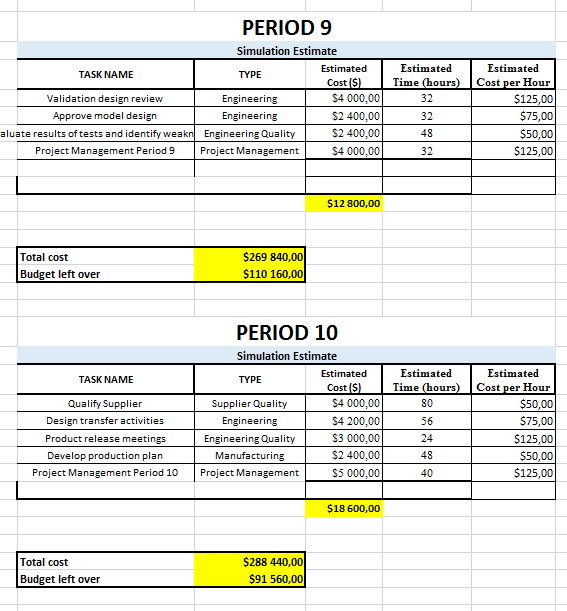 PERIOD 9
Simulation Estimate
TASK NAME TYPE Estimated Cost ($) Estimated Time (hours) Estimated Cost per Hour
Validation design review Engineering $4 000,00 32 $125,00
Approve model design Engineering $2 400,00 32 $75,00
aluate results of tests and identify weakn Engineering Quality $2 400,00 48 $50,00
Project Management Period 9 Project Management $4 000,00 32 $125,00
$12 800,00
Total cost $269 840,00
Budget left over $110 160,00
PERIOD 10
Simulation Estimate
TASK NAME TYPE Estimated Cost ($) Estimated Time (hours) Estimated Cost per Hour
Qualify Supplier Supplier Quality $4 000,00 80 $50,00
Design transfer activities Engineering $4 200,00 56 $75,00
Product release meetings Engineering Quality $3 000,00 24 $125,00
Develop production plan Manufacturing $2 400,00 48 $50,00
Project Management Period 10 Project Management $5 000,00 40 $125,00
$18 600,00
Total cost $288 440,00
Budget left over $91 560,00